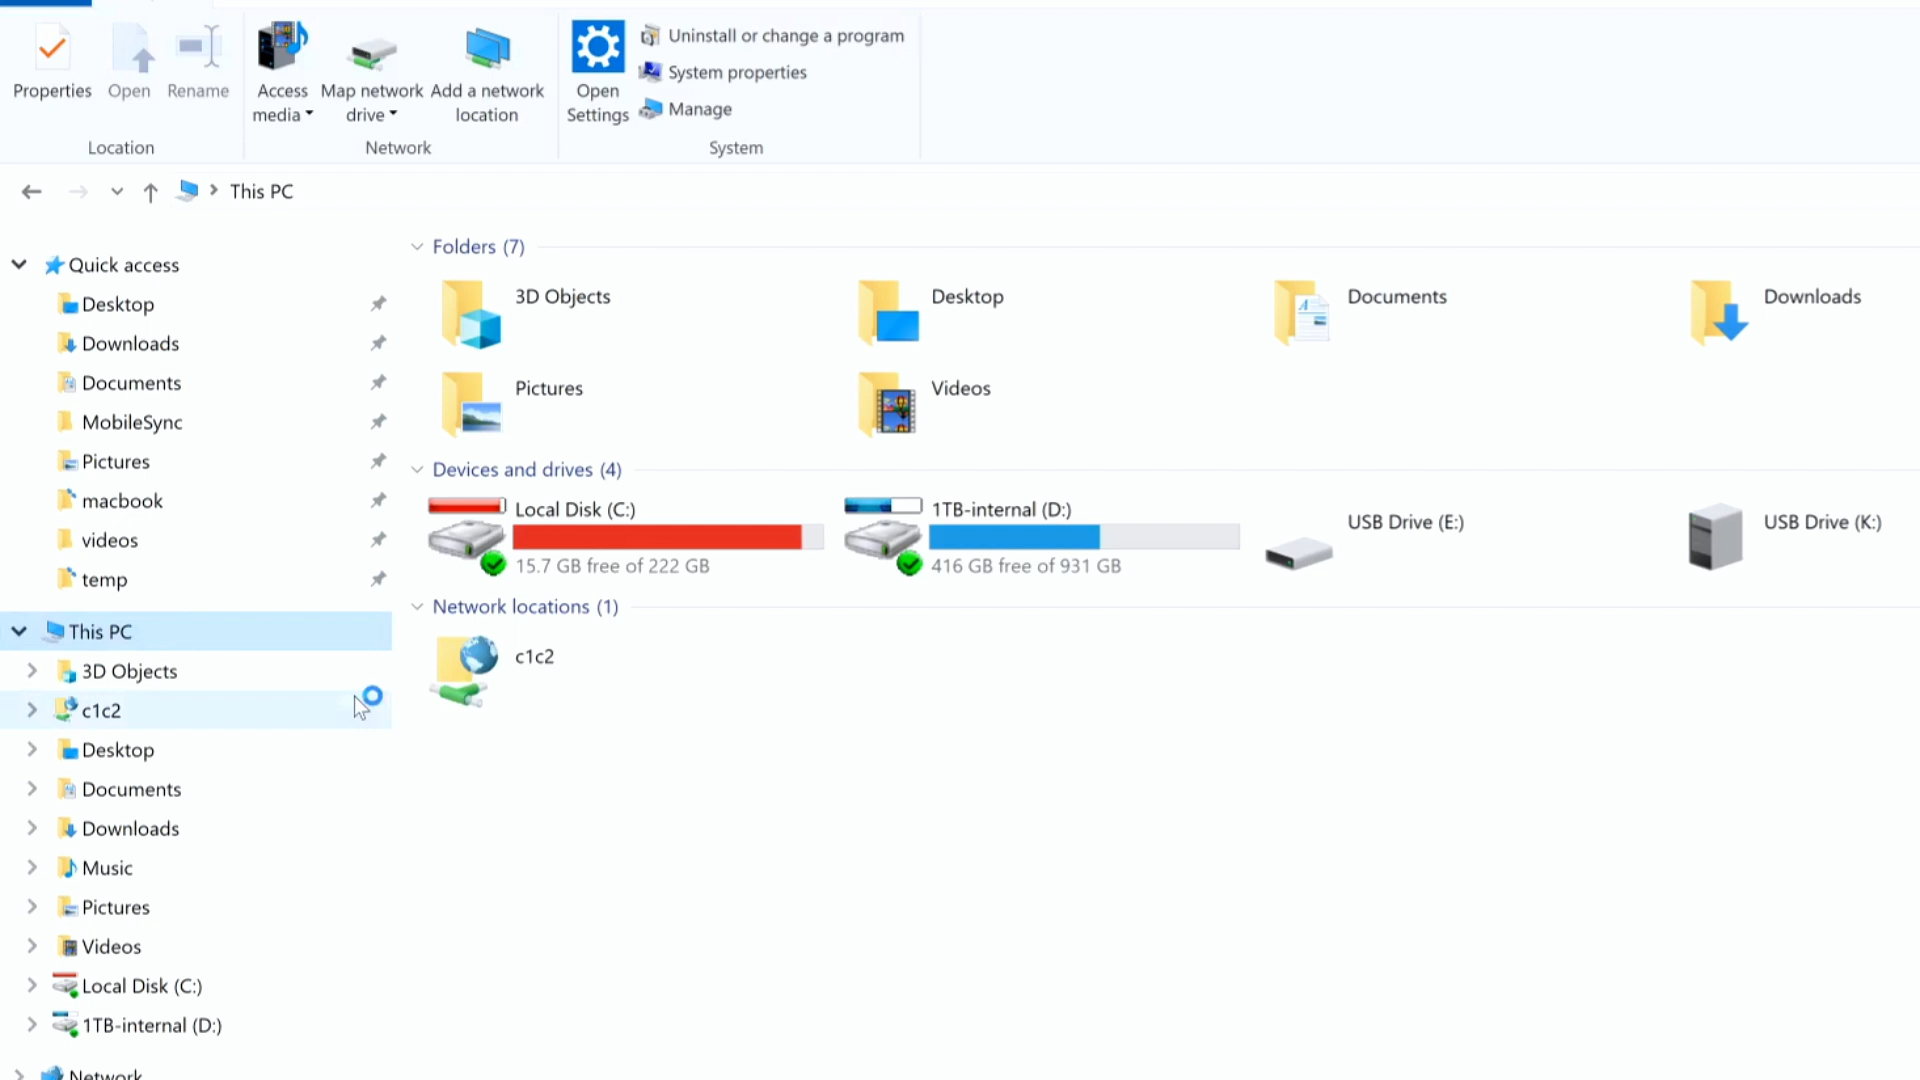 Properties
Open
Rename
Access media
Map network drive
Add a network location
Open Settings
Uninstall or change a program
System properties
Manage
Location
Network
System
This PC
Quick access
Desktop
Downloads
Documents
MobileSync
Pictures
macbook
videos
temp
This PC
3D Objects
c1c2
Desktop
Documents
Downloads
Music
Pictures
Videos
Local Disk (C:)
1TB-internal (D:)
Network
Folders (7)
3D Objects
Desktop
Documents
Downloads
Pictures
Videos
Devices and drives (4)
Local Disk (C:)
15.7 GB free of 222 GB
1TB-internal (D:)
416 GB free of 931 GB
USB Drive (E:)
USB Drive (K:)
Network locations (1)
c1c2